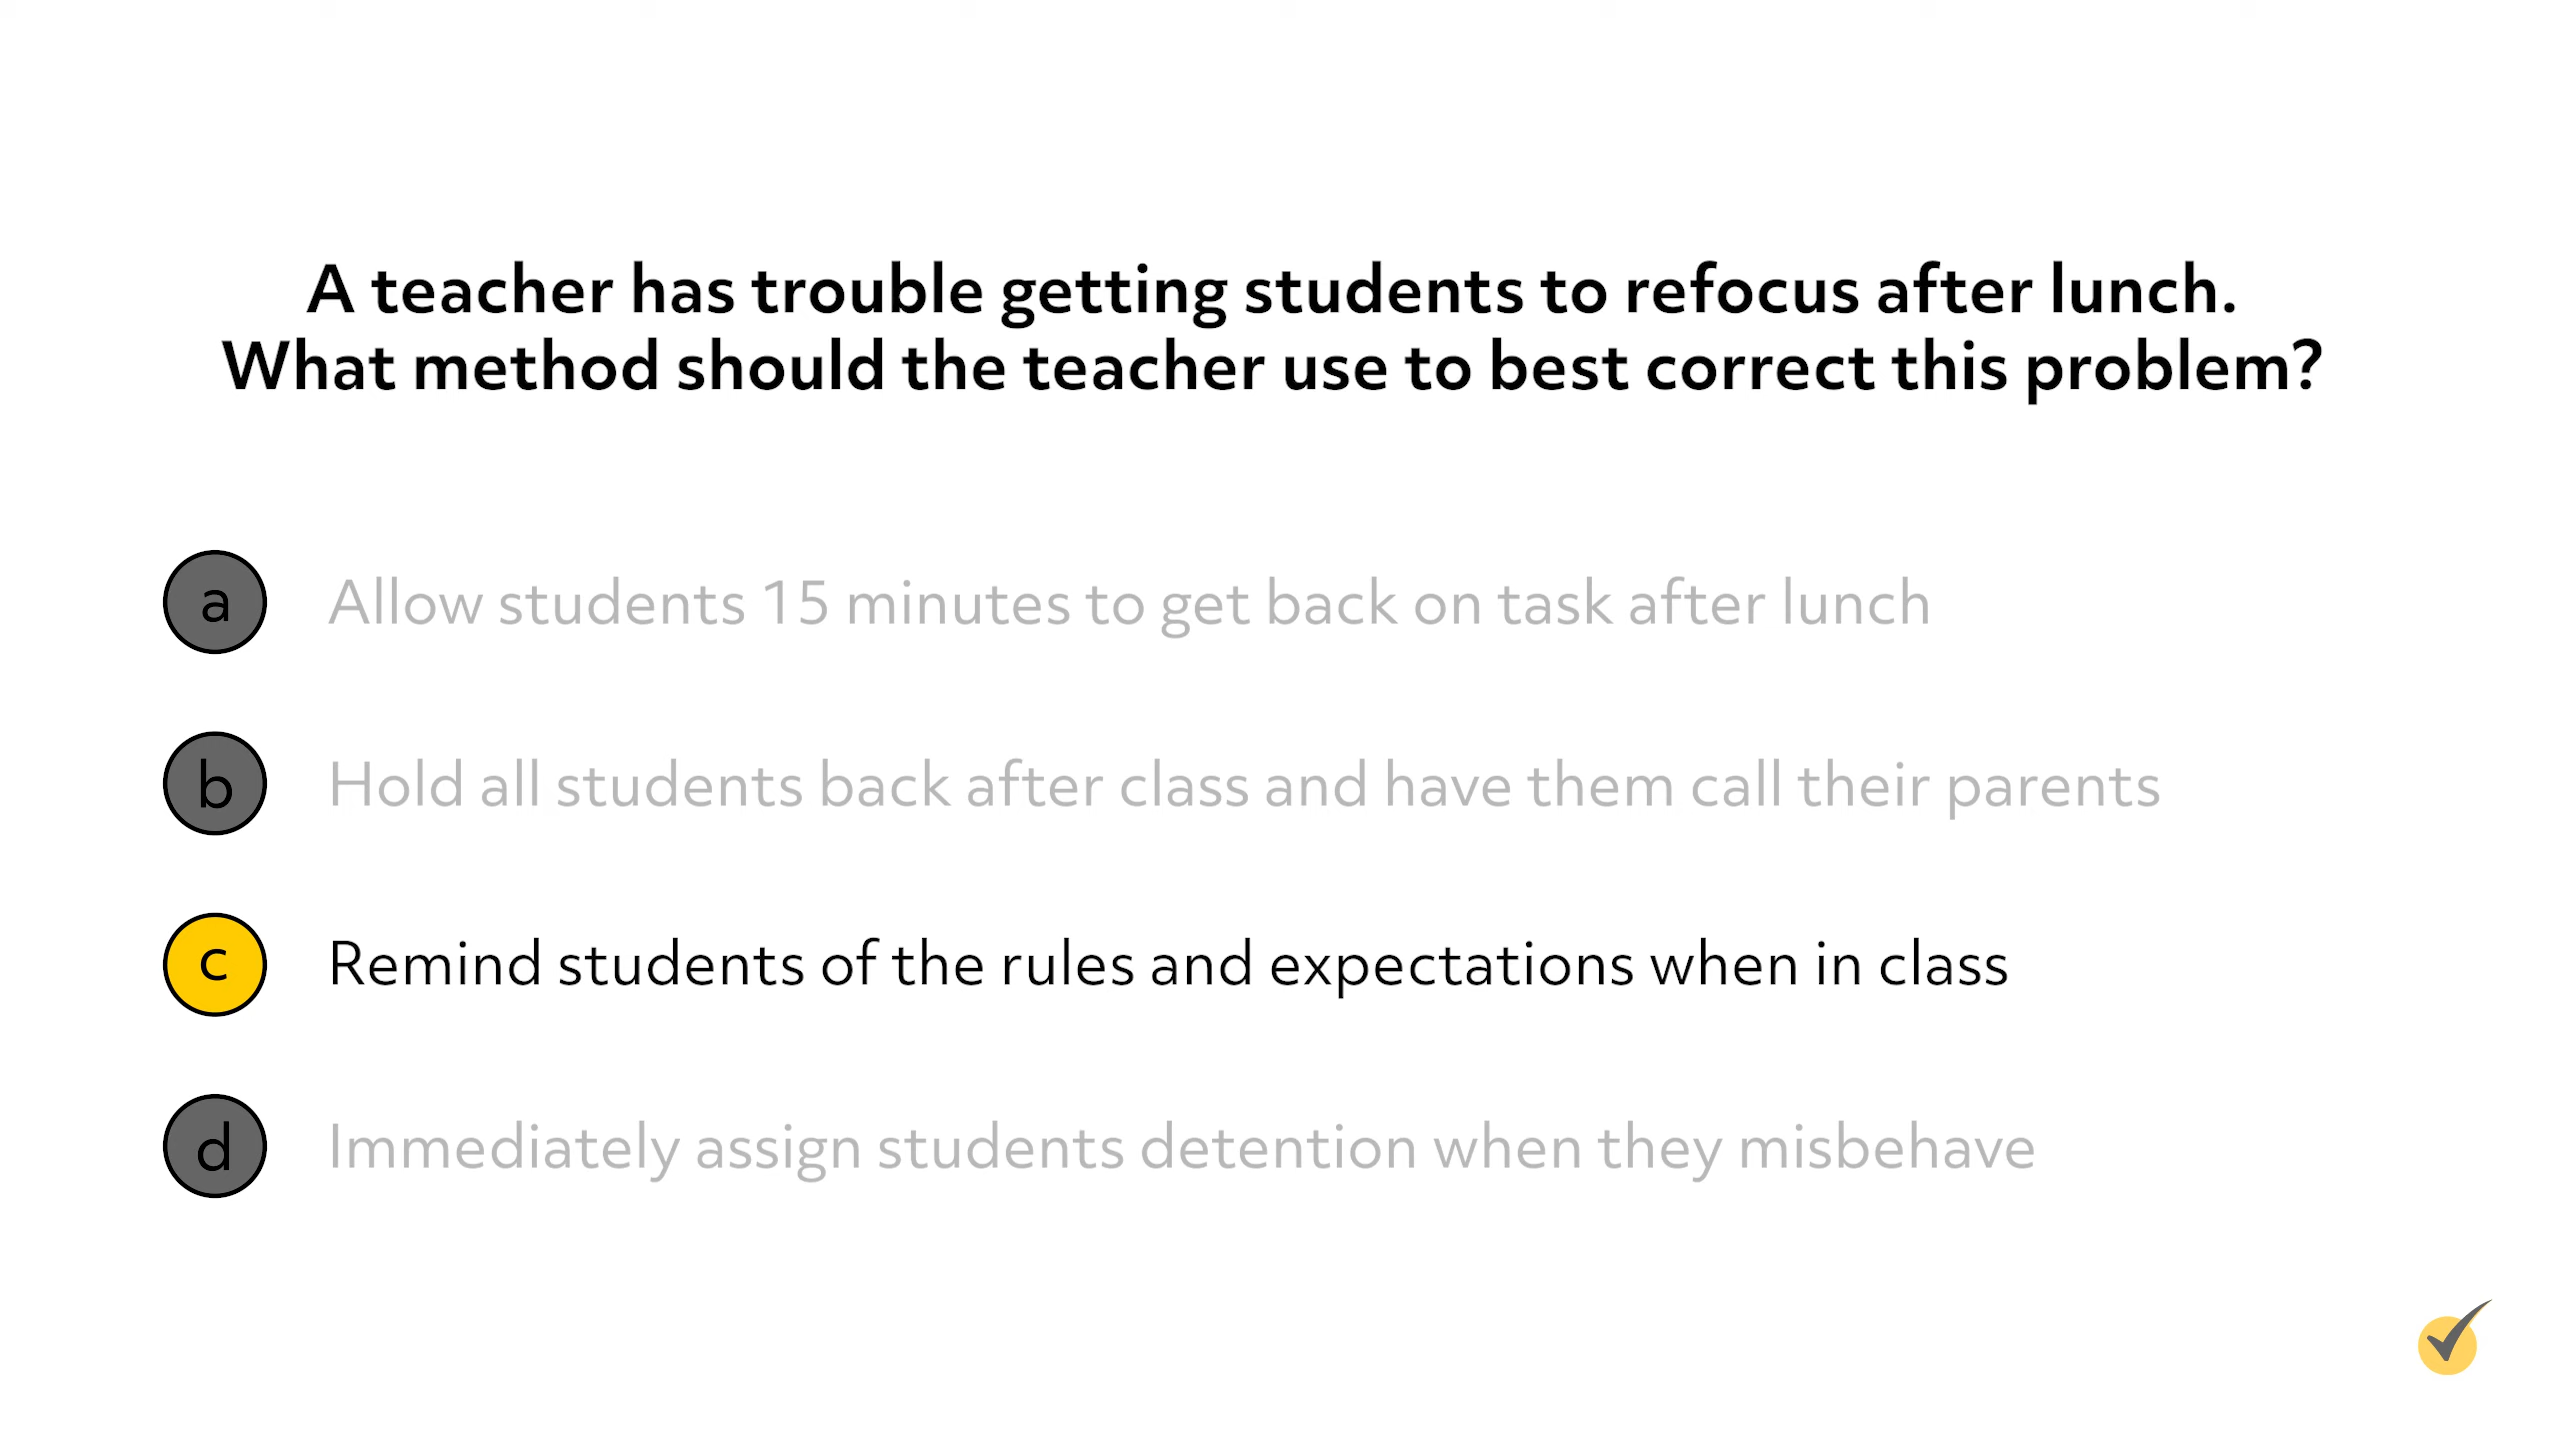 A teacher has trouble getting students to refocus after lunch.
What method should the teacher use to best correct this problem?
a Allow students 15 minutes to get back on task after lunch
b Hold all students back after class and have them call their parents
c Remind students of the rules and expectations when in class
d Immediately assign students detention when they misbehave